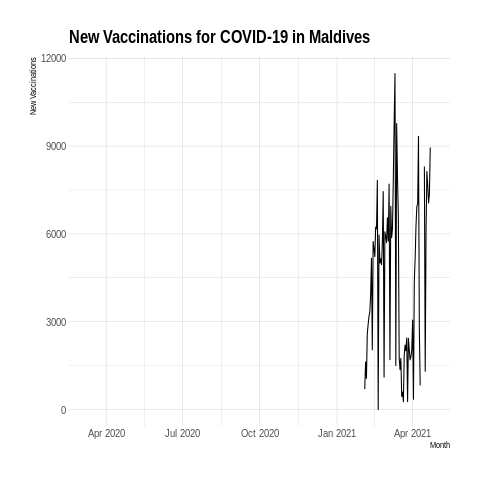 New Vaccinations for COVID-19 in Maldives
New Vaccinations
12000
9000
6000
3000
0
Apr 2020 Jul 2020 Oct 2020 Jan 2021 Apr 2021
Month